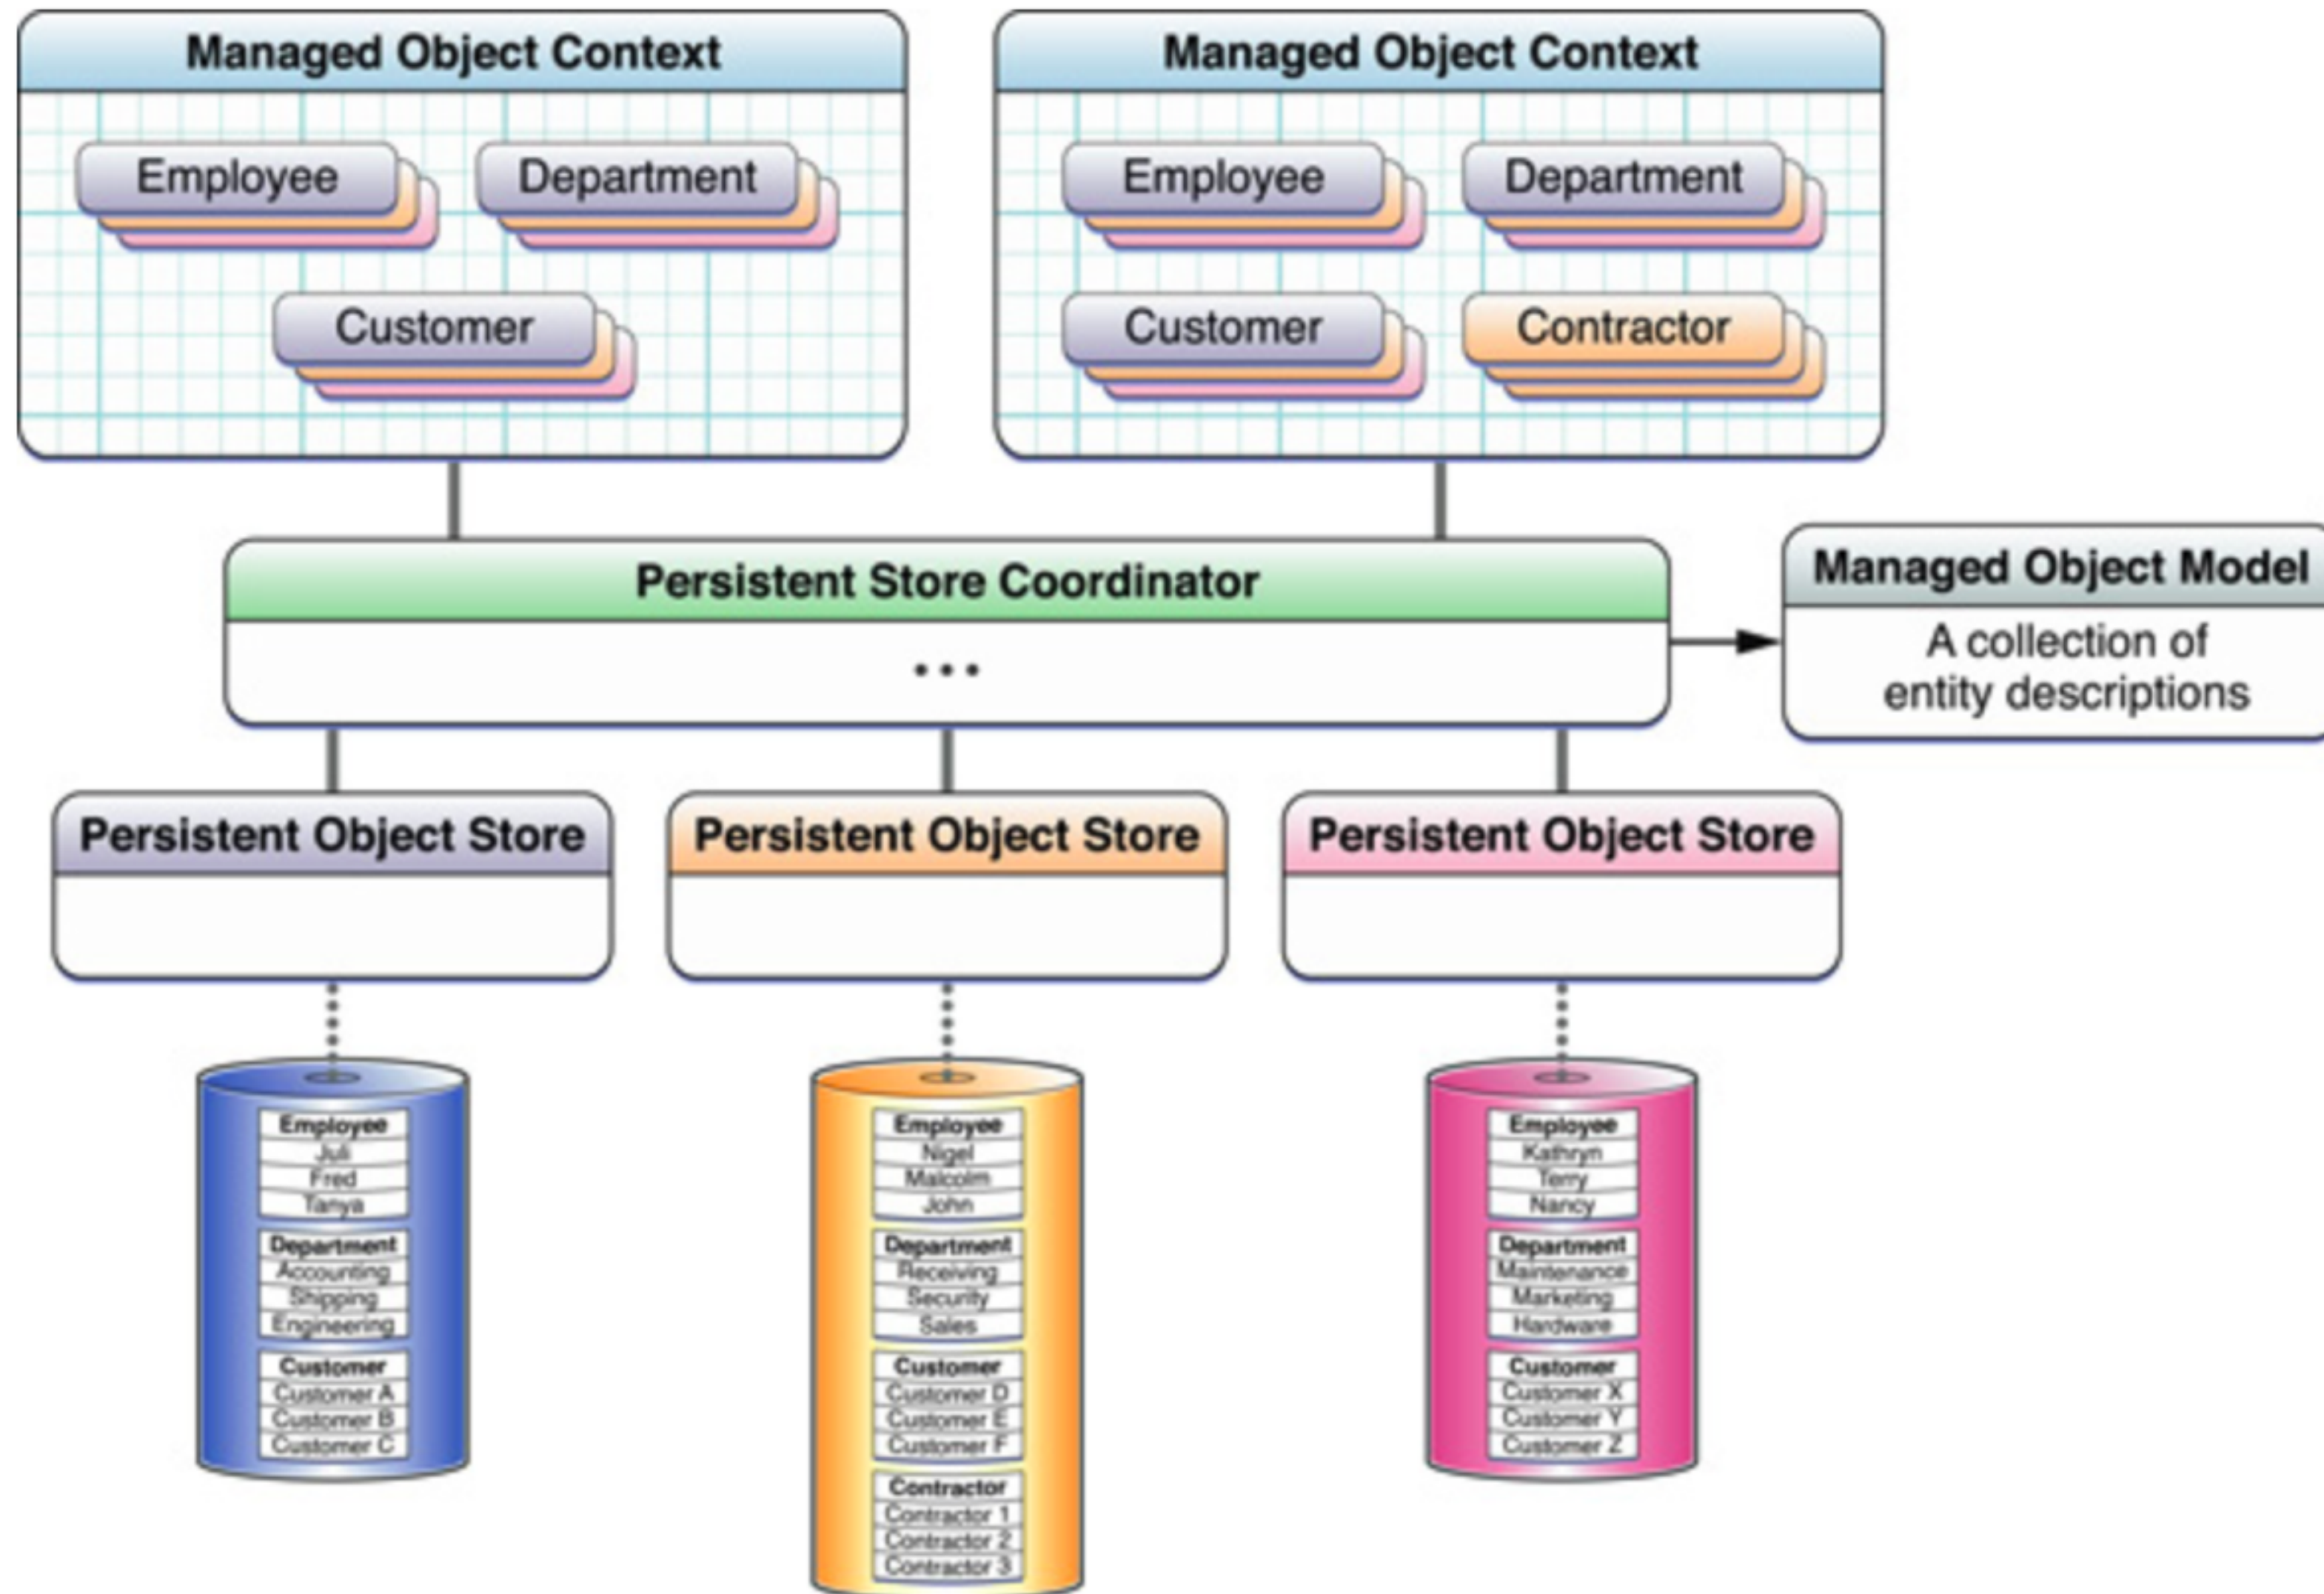 Managed Object Context
Employee
Department
Customer
Managed Object Context
Employee
Department
Customer
Contractor
Persistent Store Coordinator
...
Managed Object Model
A collection of
entity descriptions
Persistent Object Store
Persistent Object Store
Persistent Object Store
Employee
Juli
Fred
Tanya
Department
Accounting
Shipping
Engineering
Customer
Customer A
Customer B
Customer C
Employee
Nigel
Malcolm
John
Department
Receiving
Security
Sales
Customer
Customer D
Customer E
Customer F
Contractor
Contractor 1
Contractor 2
Contractor 3
Employee
Kathryn
Terry
Nancy
Department
Maintenance
Marketing
Hardware
Customer
Customer X
Customer Y
Customer Z